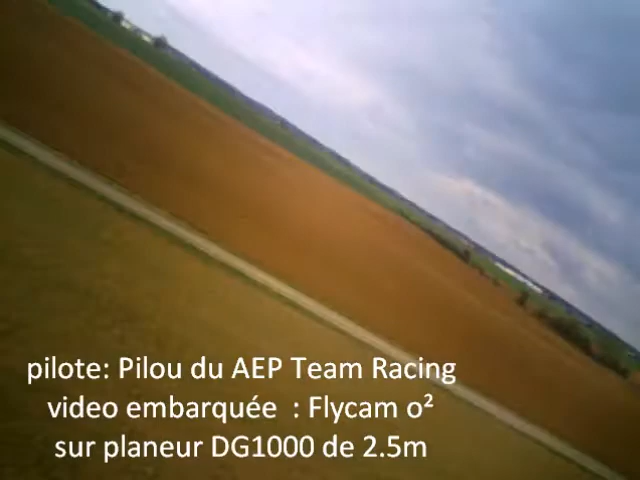 pilote: Pilou du AEP Team Racing
video embarquée  : Flycam o²
sur planeur DG1000 de 2.5m